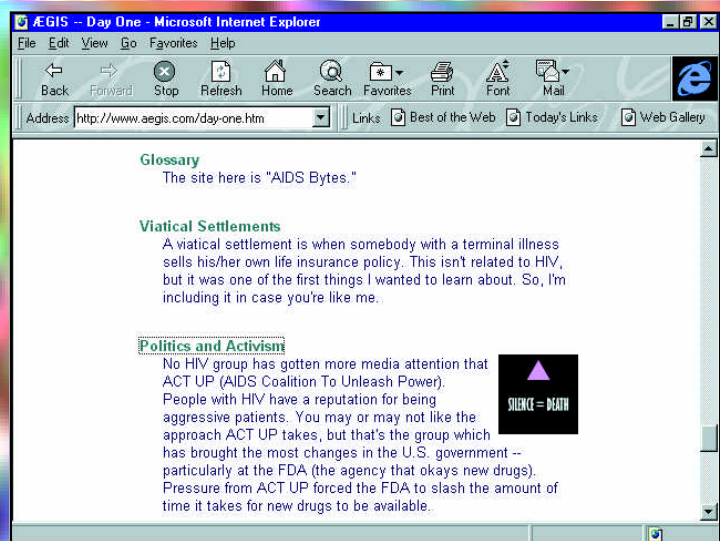 ÆGIS -- Day One - Microsoft Internet Explorer
File Edit View Go Favorites Help
Back Forward Stop Refresh Home Search Favorites Print Font Mail
Address http://www.aegis.com/day-one.htm Links Best of the Web Today's Links Web Gallery
Glossary
The site here is "AIDS Bytes."
Viatical Settlements
A viatical settlement is when somebody with a terminal illness
sells his/her own life insurance policy. This isn't related to HIV,
but it was one of the first things I wanted to learn about. So, I'm
including it in case you're like me.
Politics and Activism
No HIV group has gotten more media attention that
ACT UP (AIDS Coalition To Unleash Power).
People with HIV have a reputation for being
aggressive patients. You may or may not like the
approach ACT UP takes, but that's the group which
has brought the most changes in the U.S. government --
particularly at the FDA (the agency that okays new drugs).
Pressure from ACT UP forced the FDA to slash the amount of
time it takes for new drugs to be available.
SILENCE = DEATH